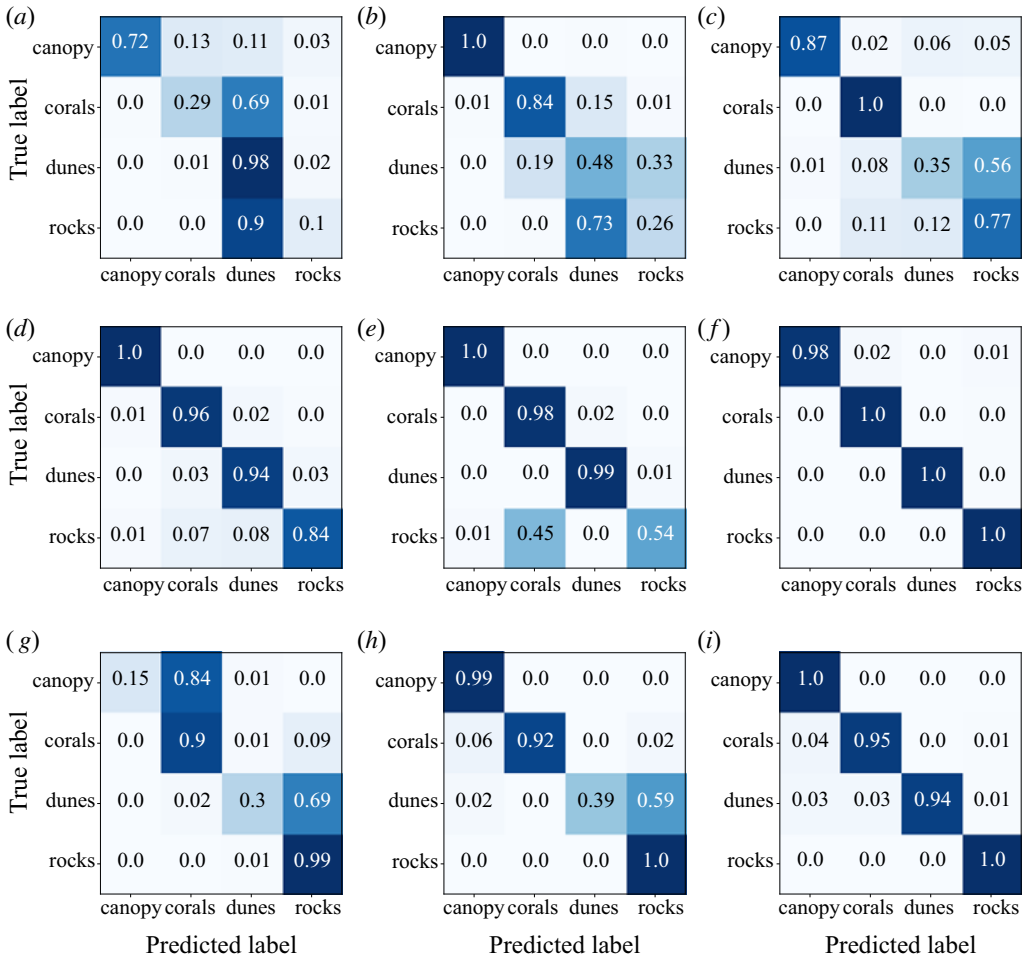 (a) (b) (c)
canopy 0.72 0.13 0.11 0.03 1.0 0.0 0.0 0.0 0.87 0.02 0.06 0.05
corals 0.0 0.29 0.69 0.01 0.01 0.84 0.15 0.01 0.0 1.0 0.0 0.0
True label
dunes 0.0 0.01 0.98 0.02 0.0 0.19 0.48 0.33 0.01 0.08 0.35 0.56
rocks 0.0 0.0 0.9 0.1 0.0 0.0 0.73 0.26 0.0 0.11 0.12 0.77
canopy corals dunes rocks canopy corals dunes rocks canopy corals dunes rocks
(d) (e) (f)
canopy 1.0 0.0 0.0 0.0 canopy 1.0 0.0 0.0 0.0 canopy 0.98 0.02 0.0 0.01
corals 0.01 0.96 0.02 0.0 corals 0.0 0.98 0.02 0.0 corals 0.0 1.0 0.0 0.0
True label
dunes 0.0 0.03 0.94 0.03 dunes 0.0 0.0 0.99 0.01 dunes 0.0 0.0 1.0 0.0
rocks 0.01 0.07 0.08 0.84 rocks 0.01 0.45 0.0 0.54 rocks 0.0 0.0 0.0 1.0
canopy corals dunes rocks canopy corals dunes rocks canopy corals dunes rocks
(g) (h) (i)
canopy 0.15 0.84 0.01 0.0 canopy 0.99 0.0 0.0 0.0 canopy 1.0 0.0 0.0 0.0
corals 0.0 0.9 0.01 0.09 corals 0.06 0.92 0.0 0.02 corals 0.04 0.95 0.0 0.01
True label
dunes 0.0 0.02 0.3 0.69 dunes 0.02 0.0 0.39 0.59 dunes 0.03 0.03 0.94 0.01
rocks 0.0 0.0 0.01 0.99 rocks 0.0 0.0 0.0 1.0 rocks 0.0 0.0 0.0 1.0
canopy corals dunes rocks canopy corals dunes rocks canopy corals dunes rocks
Predicted label Predicted label Predicted label